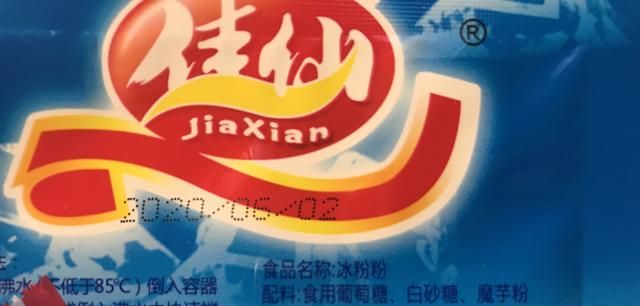 佳仙
®
JiaXian
2020/06/02
沸水（不低于85℃）倒入容器
食品名称:冰粉粉
配料:食用葡萄糖、白砂糖、魔芋粉